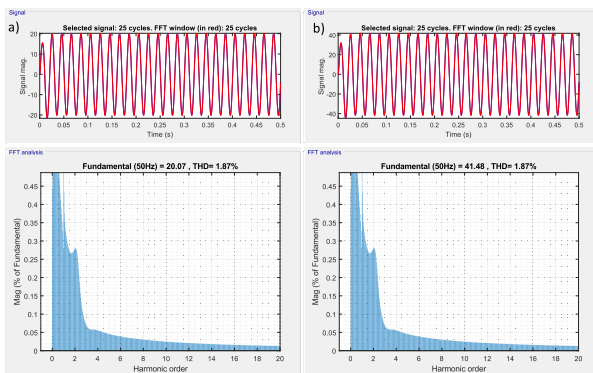 Signal
a)
Selected signal: 25 cycles. FFT window (in red): 25 cycles
20
10
0
-10
-20
Signal mag.
0 0.05 0.1 0.15 0.2 0.25 0.3 0.35 0.4 0.45 0.5
Time (s)
FFT analysis
Fundamental (50Hz) = 20.07 , THD= 1.87%
0.45
0.4
0.35
0.3
0.25
0.2
0.15
0.1
0.05
0
Mag (% of Fundamental)
0 2 4 6 8 10 12 14 16 18 20
Harmonic order
Signal
b)
Selected signal: 25 cycles. FFT window (in red): 25 cycles
40
20
0
-20
-40
Signal mag.
0 0.05 0.1 0.15 0.2 0.25 0.3 0.35 0.4 0.45 0.5
Time (s)
FFT analysis
Fundamental (50Hz) = 41.48 , THD= 1.87%
0.45
0.4
0.35
0.3
0.25
0.2
0.15
0.1
0.05
0
Mag (% of Fundamental)
0 2 4 6 8 10 12 14 16 18 20
Harmonic order